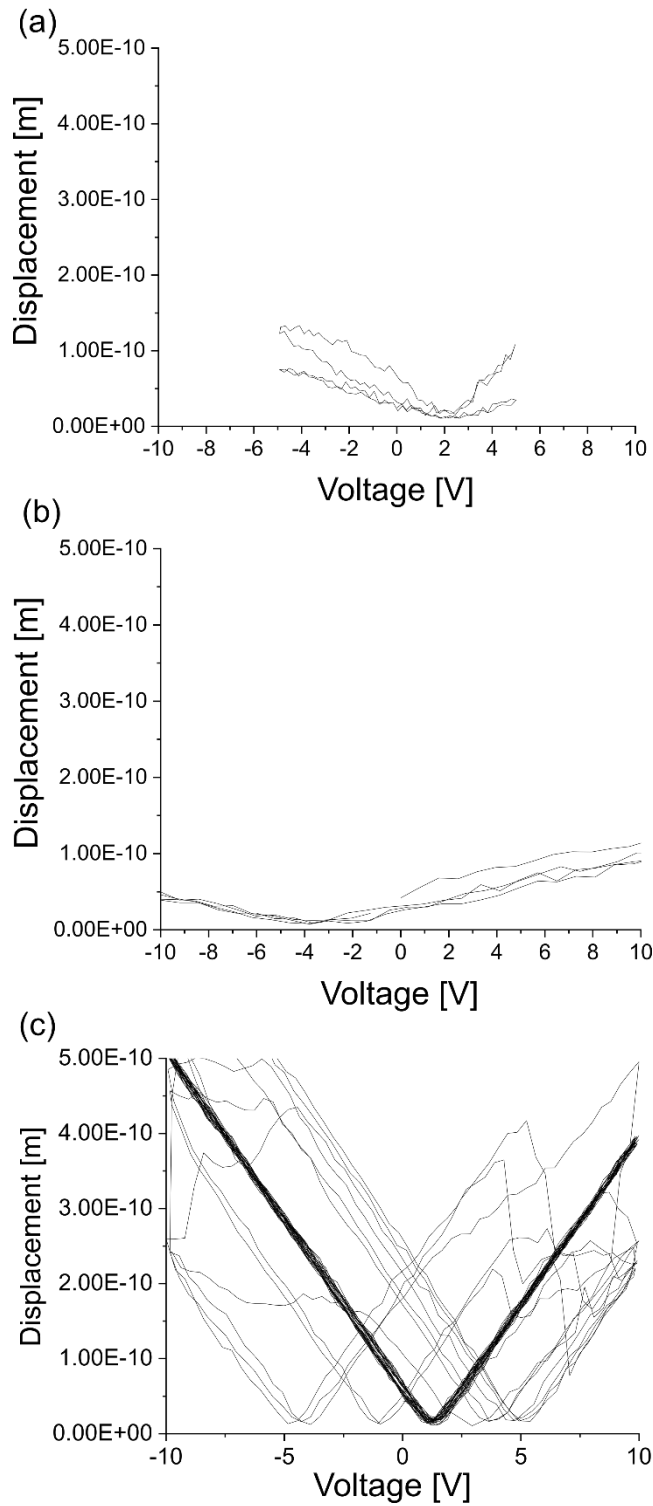 (a)
5.00E-10
4.00E-10
3.00E-10
2.00E-10
1.00E-10
0.00E+00
Displacement [m]
-10 -8 -6 -4 -2 0 2 4 6 8 10
Voltage [V]
(b)
5.00E-10
4.00E-10
3.00E-10
2.00E-10
1.00E-10
0.00E+00
Displacement [m]
-10 -8 -6 -4 -2 0 2 4 6 8 10
Voltage [V]
(c)
5.00E-10
4.00E-10
3.00E-10
2.00E-10
1.00E-10
0.00E+00
Displacement [m]
-10 -5 0 5 10
Voltage [V]